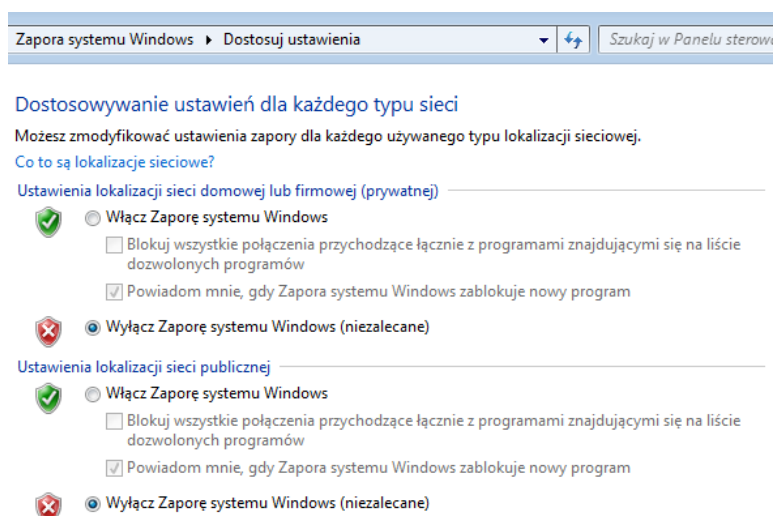 Zapora systemu Windows ▸ Dostosuj ustawienia
Szukaj w Panelu
Dostosowywanie ustawień dla każdego typu sieci
Możesz zmodyfikować ustawienia zapory dla każdego używanego typu lokalizacji sieciowej.
Co to są lokalizacje sieciowe?
Ustawienia lokalizacji sieci domowej lub firmowej (prywatnej)
Włącz Zaporę systemu Windows
Blokuj wszystkie połączenia przychodzące łącznie z programami znajdującymi się na liście
dozwolonych programów
Powiadom mnie, gdy Zapora systemu Windows zablokuje nowy program
Wyłącz Zaporę systemu Windows (niezalecane)
Ustawienia lokalizacji sieci publicznej
Włącz Zaporę systemu Windows
Blokuj wszystkie połączenia przychodzące łącznie z programami znajdującymi się na liście
dozwolonych programów
Powiadom mnie, gdy Zapora systemu Windows zablokuje nowy program
Wyłącz Zaporę systemu Windows (niezalecane)